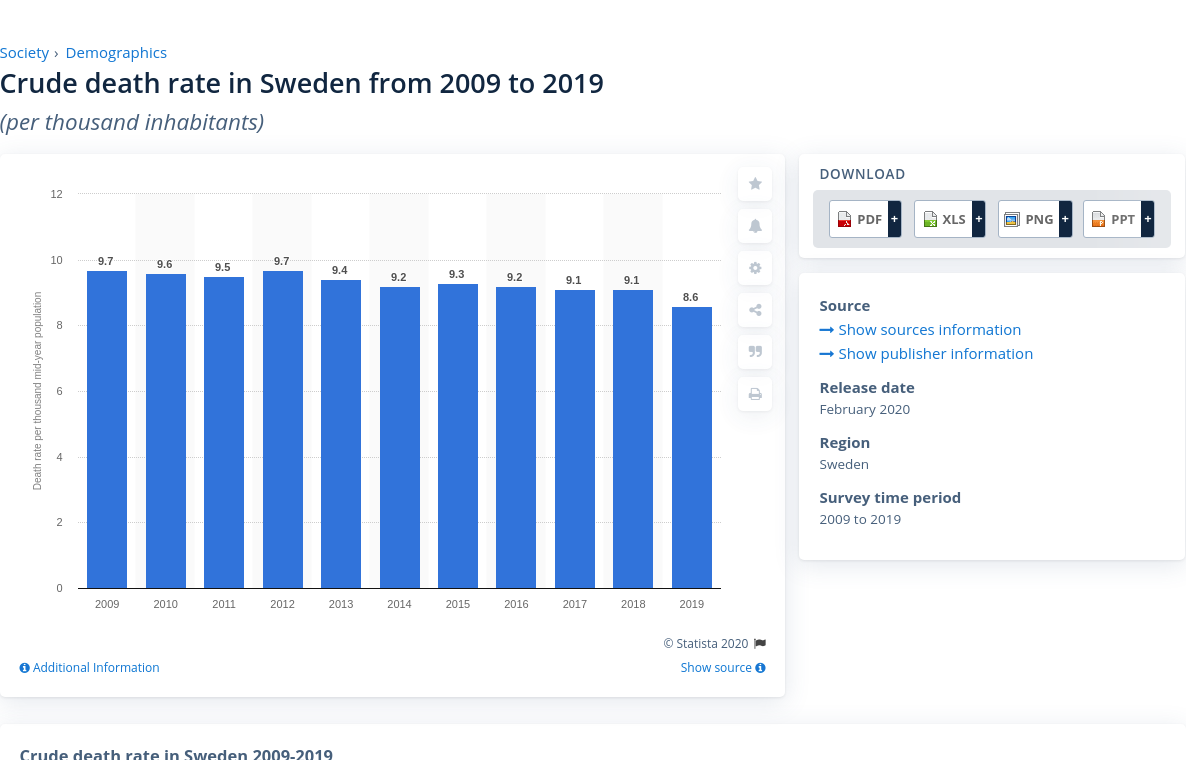 Society › Demographics
Crude death rate in Sweden from 2009 to 2019
(per thousand inhabitants)
Death rate per thousand mid-year population
12
10
8
6
4
2
0
9.7 9.6 9.5 9.7 9.4 9.2 9.3 9.2 9.1 9.1 8.6
2009 2010 2011 2012 2013 2014 2015 2016 2017 2018 2019
© Statista 2020
Additional Information
Show source
DOWNLOAD
PDF + XLS + PNG + PPT +
Source
Show sources information
Show publisher information
Release date
February 2020
Region
Sweden
Survey time period
2009 to 2019
Crude death rate in Sweden 2009-2019